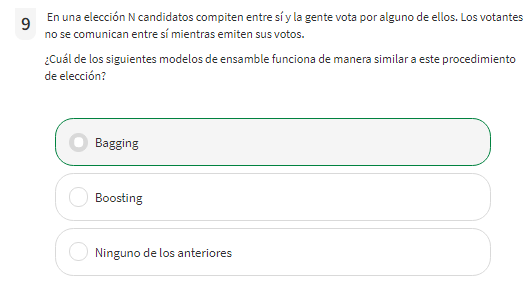 9
En una elección N candidatos compiten entre sí y la gente vota por alguno de ellos. Los votantes
no se comunican entre sí mientras emiten sus votos.
¿Cuál de los siguientes modelos de ensamble funciona de manera similar a este procedimiento
de elección?
Bagging
Boosting
Ninguno de los anteriores